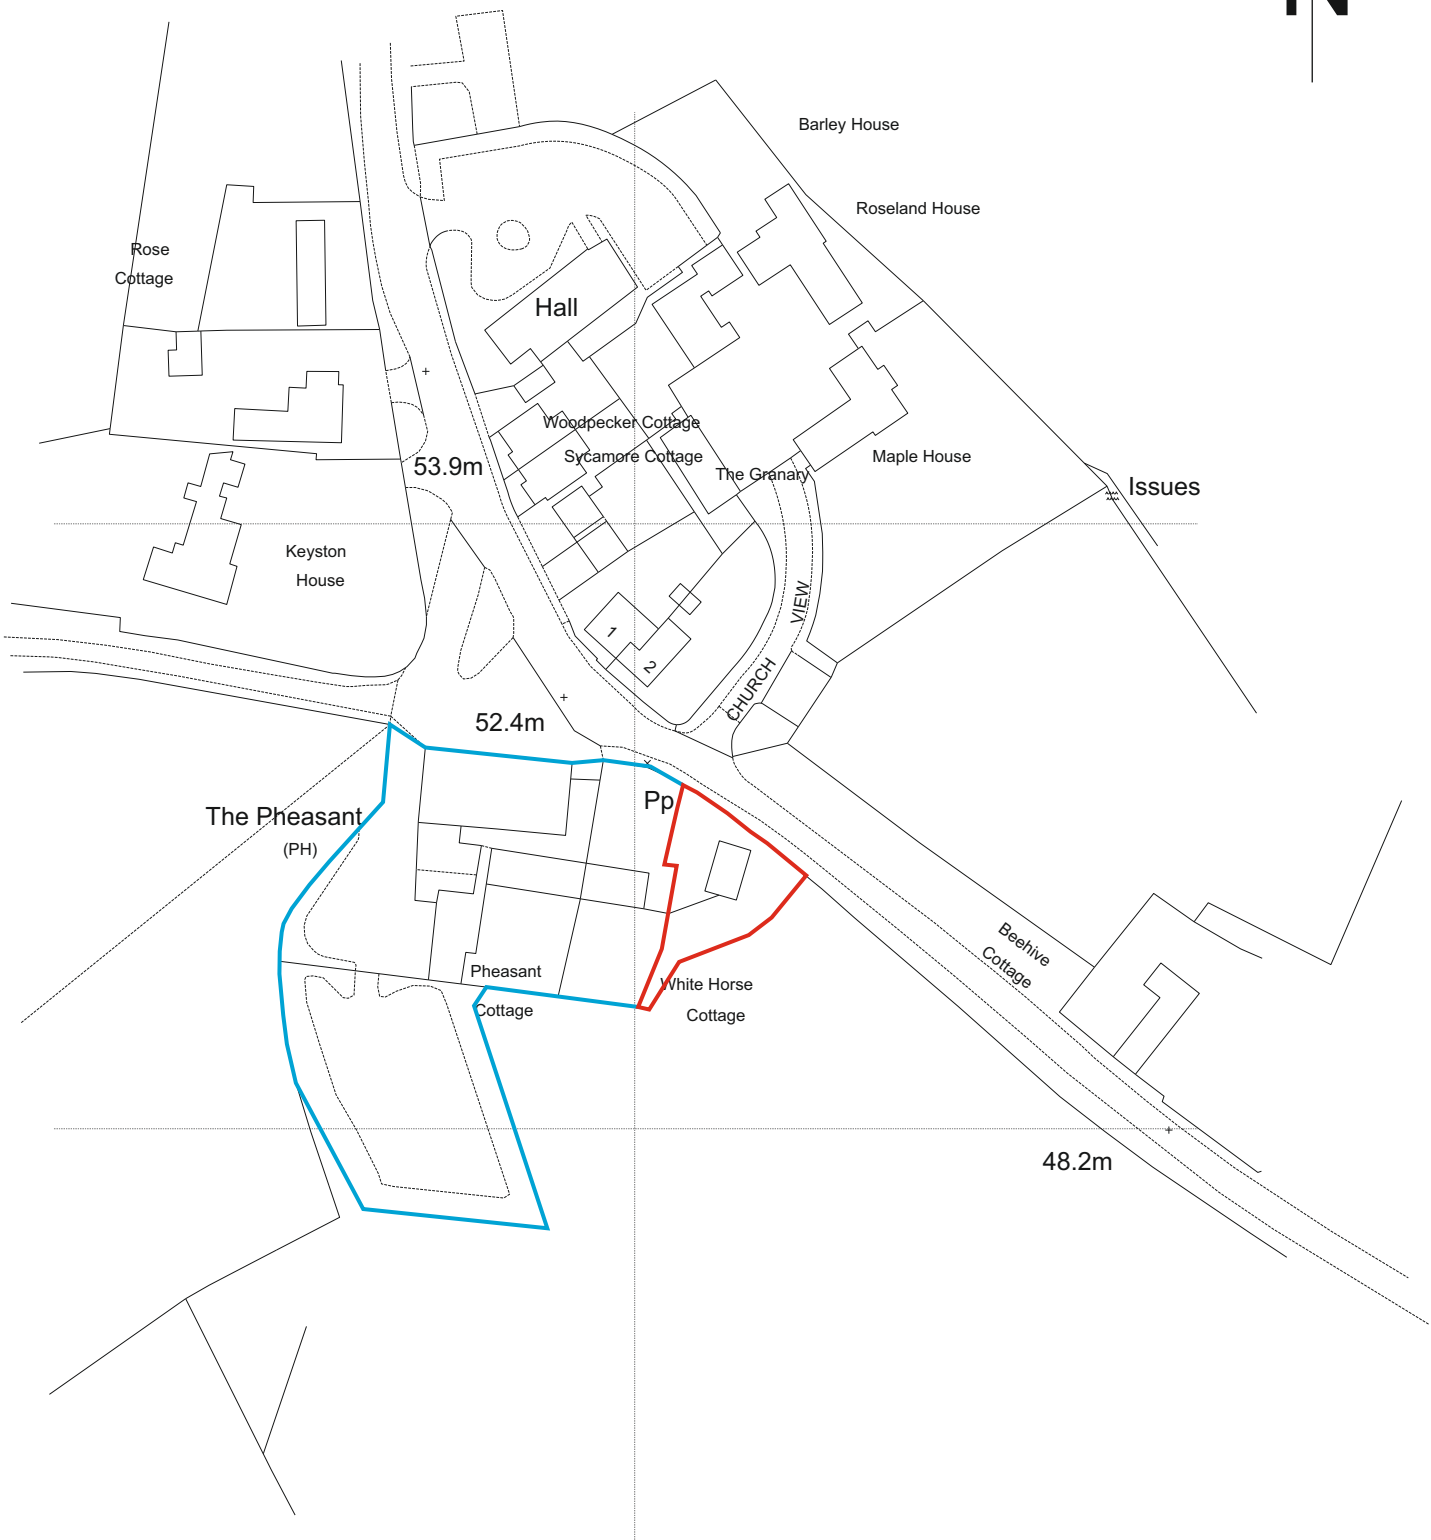 N
Barley House
Roseland House
Rose
Cottage
Hall
Woodpecker Cottage
Sycamore Cottage
The Granary
Maple House
53.9m
Issues
Keyston
House
VIEW
CHURCH
1
2
52.4m
The Pheasant
(PH)
Pp
Beehive
Cottage
Pheasant
Cottage
White Horse
Cottage
48.2m